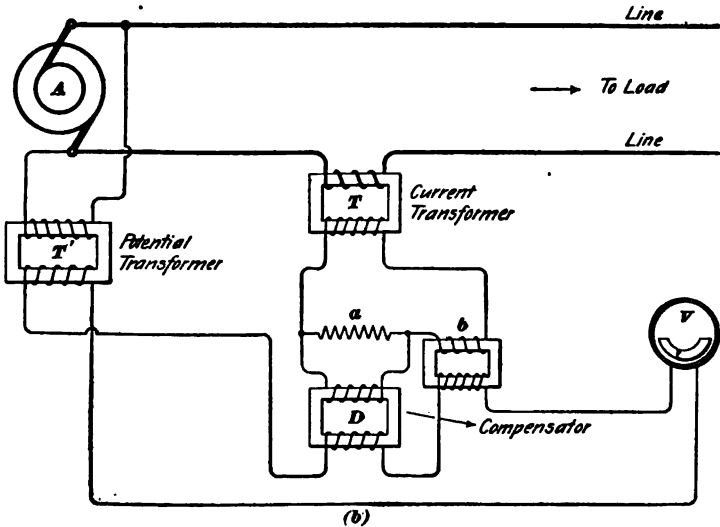 Line
A
To Load
Line
T
Current
Transformer
T'
Potential
Transformer
a
b
V
D
Compensator
(b)